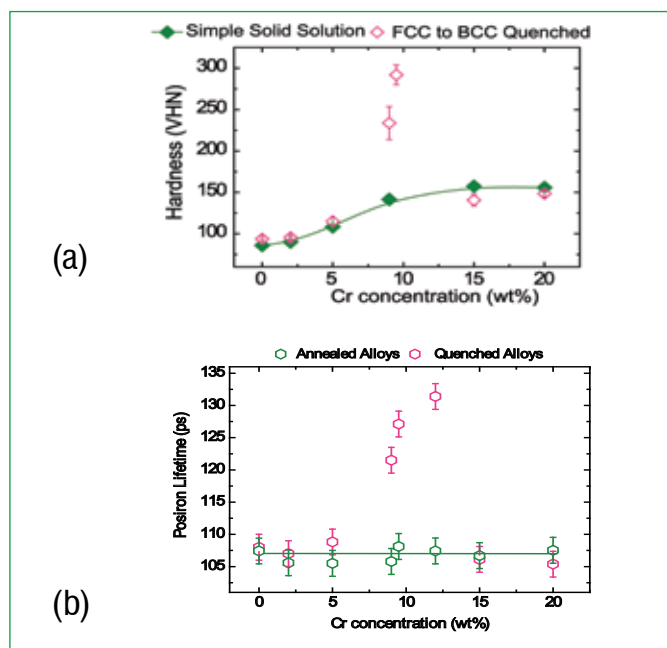 Simple Solid Solution FCC to BCC Quenched
300
250
200
150
100
Hardness (VHN)
0 5 10 15 20
Cr concentration (wt%)
(a)
Annealed Alloys Quenched Alloys
135
130
125
120
115
110
105
Posiron Lifetime (ps)
0 5 10 15 20
Cr concentration (wt%)
(b)